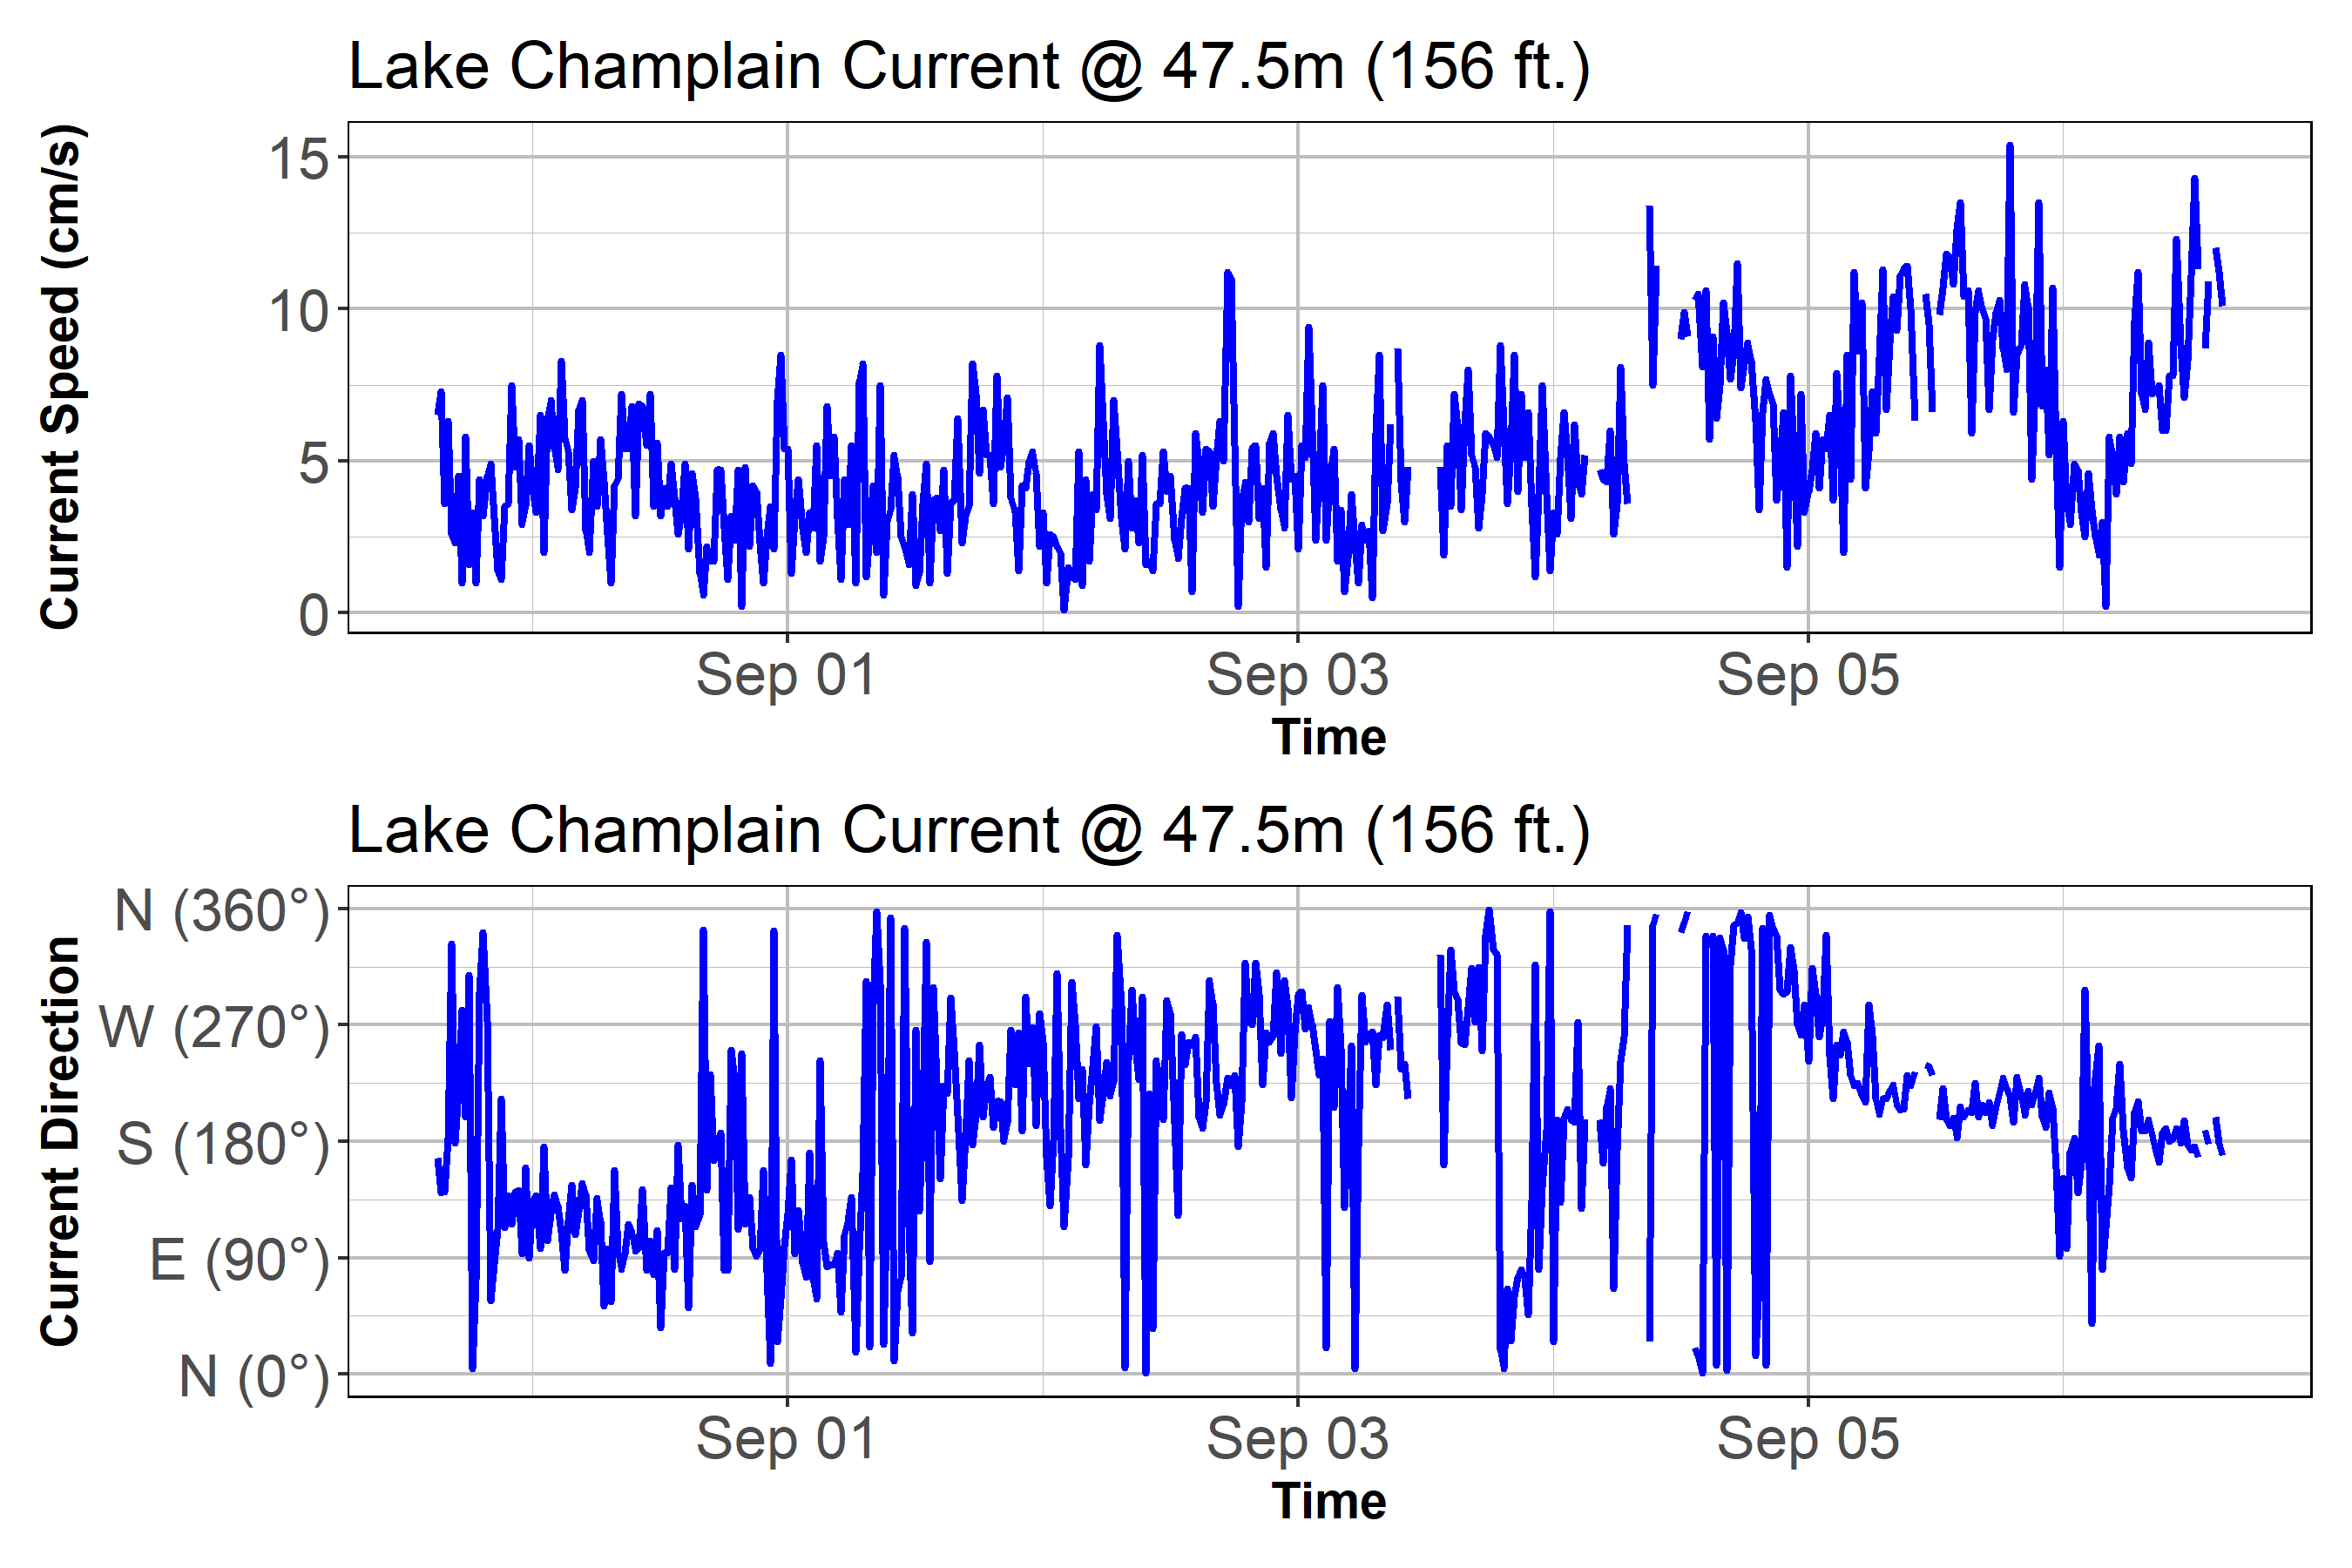 Lake Champlain Current @ 47.5m (156 ft.)
Current Speed (cm/s)
15
10
5
0
Sep 01 Sep 03 Sep 05
Time
Lake Champlain Current @ 47.5m (156 ft.)
Current Direction
N (360°)
W (270°)
S (180°)
E (90°)
N (0°)
Sep 01 Sep 03 Sep 05
Time